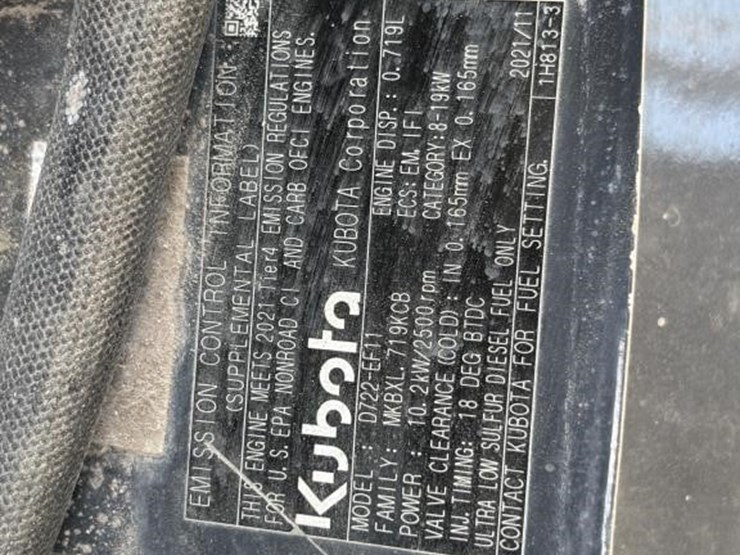 EMISSION CONTROL INFORMATION
(SUPPLEMENTAL LABEL)
THIS ENGINE MEETS 2021 Tier4 EMISSION REGULATIONS
FOR U.S. EPA NONROAD CI AND CARB OFCI ENGINES.
Kubota KUBOTA Corporation
MODEL : D722-EF11 ENGINE DISP.: 0.719L
FAMILY: MKBXL.719KCB ECS: EM, IFI
POWER : 10.2kW/2500rpm CATEGORY:8-19kW
VALVE CLEARANCE (COLD): IN 0.165mm EX 0.165mm
INJ.TIMING: 18 DEG BTDC
ULTRA LOW SULFUR DIESEL FUEL ONLY 2021/11
CONTACT KUBOTA FOR FUEL SETTING. 1H813-3